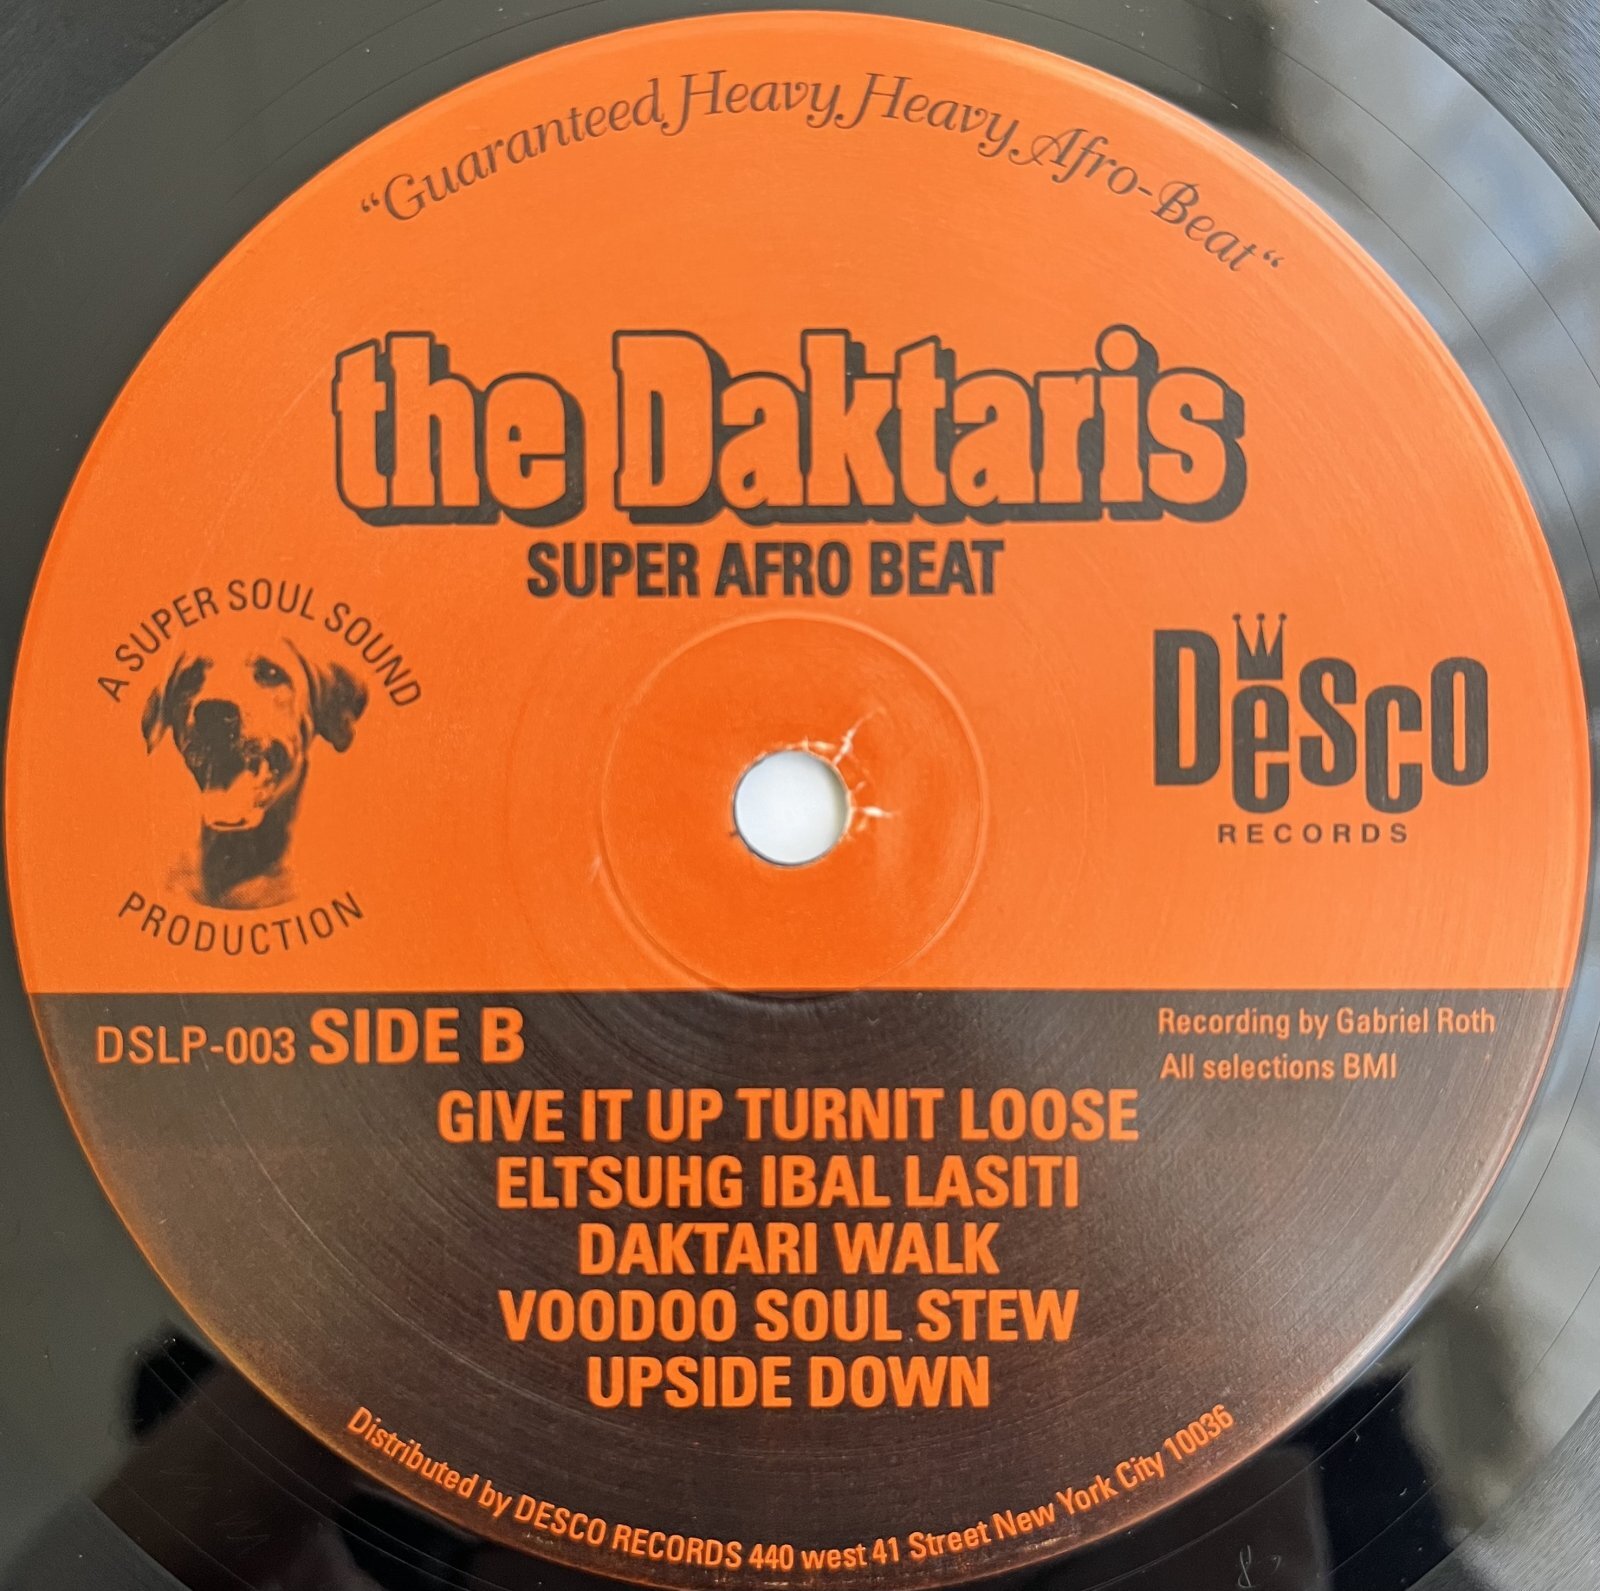 “Guaranteed Heavy Heavy Afro-Beat“
the Daktaris
SUPER AFRO BEAT
A SUPER SOUL SOUND
PRODUCTION
DESCO
RECORDS
DSLP-003 SIDE B
Recording by Gabriel Roth
All selections BMI
GIVE IT UP TURNIT LOOSE
ELTSUHG IBAL LASITI
DAKTARI WALK
VOODOO SOUL STEW
UPSIDE DOWN
Distributed by DESCO RECORDS 440 west 41 Street New York City 10036